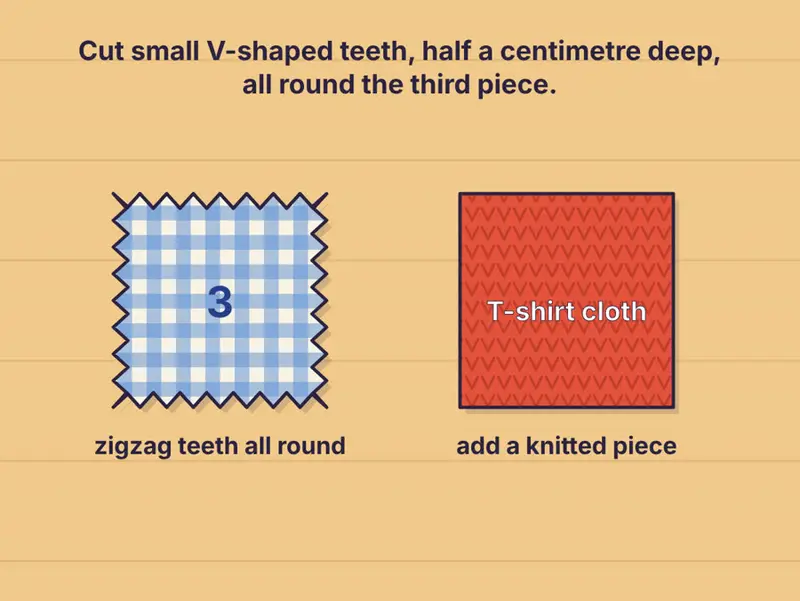 Cut small V-shaped teeth, half a centimetre deep,
all round the third piece.
3
T-shirt cloth
zigzag teeth all round
add a knitted piece